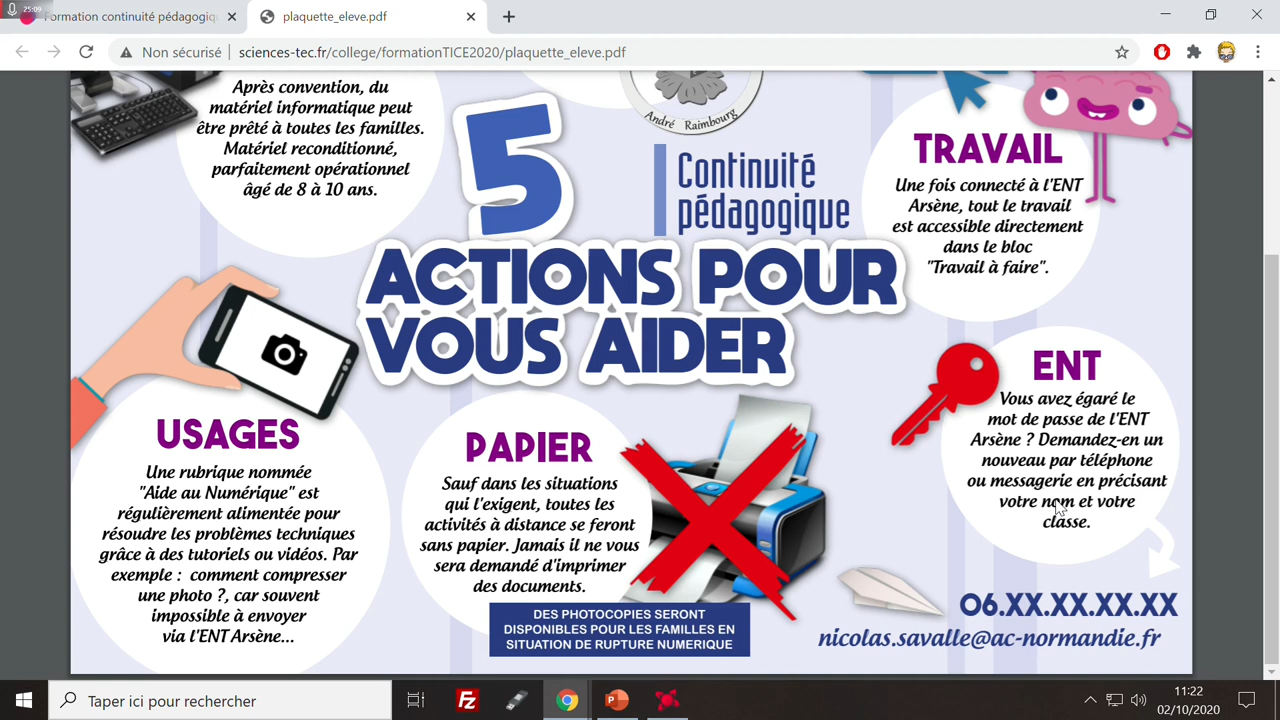 25:09
Formation continuité pédagogiqu
plaquette_eleve.pdf
Non sécurisé
sciences-tec.fr/college/formationTICE2020/plaquette_eleve.pdf
Après convention, du
matériel informatique peut
être prêté à toutes les familles.
Matériel reconditionné,
parfaitement opérationnel
âgé de 8 à 10 ans.
André Raimbourg
5
Continuité
pédagogique
ACTIONS POUR
VOUS AIDER
TRAVAIL
Une fois connecté à l'ENT
Arsène, tout le travail
est accessible directement
dans le bloc
"Travail à faire".
USAGES
Une rubrique nommée
"Aide au Numérique" est
régulièrement alimentée pour
résoudre les problèmes techniques
grâce à des tutoriels ou vidéos. Par
exemple : comment compresser
une photo ?, car souvent
impossible à envoyer
via l'ENT Arsène...
PAPIER
Sauf dans les situations
qui l'exigent, toutes les
activités à distance se feront
sans papier. Jamais il ne vous
sera demandé d'imprimer
des documents.
DES PHOTOCOPIES SERONT
DISPONIBLES POUR LES FAMILLES EN
SITUATION DE RUPTURE NUMERIQUE
ENT
Vous avez égaré le
mot de passe de l'ENT
Arsène ? Demandez-en un
nouveau par téléphone
ou messagerie en précisant
votre nom et votre
classe.
06.XX.XX.XX.XX
nicolas.savalle@ac-normandie.fr
Taper ici pour rechercher
11:22
02/10/2020